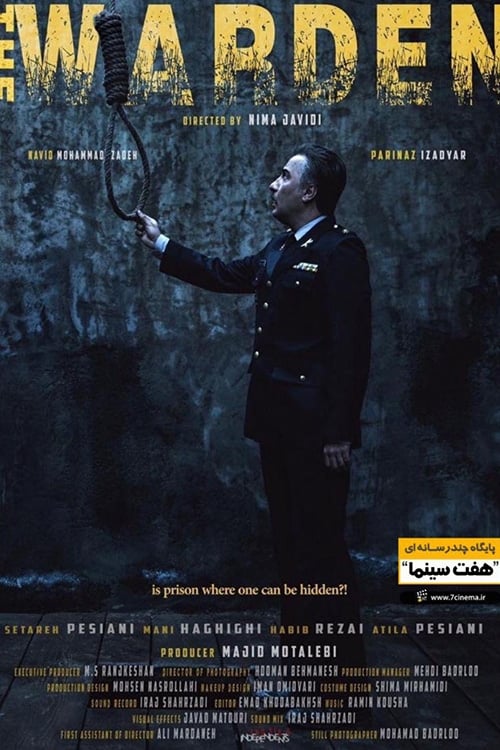 THE WARDEN
DIRECTED BY NIMA JAVIDI
NAVID MOHAMMAD ZADEH
PARINAZ IZADYAR
پایگاه چندرسانه ای
“هفت سینما”
www.7cinema.ir
is prison where one can be hidden?!
SETAREH PESIANI MANI HAGHIGHI HABIB REZAI ATILA PESIANI
PRODUCER MAJID MOTALEBI
EXECUTIVE PRODUCER M.S RANJKESHAN DIRECTOR OF PHOTOGRAPHY HOOMAN BEHMANESH PRODUCTION MANAGER MEHDI BADRLOO
PRODUCTION DESIGN MOHSEN NASROLLAHI MAKEUP DESIGN IMAN OMIDVARI COSTUME DESIGN SHIMA MIRHAMIDI
SOUND RECORD IRAJ SHAHRZADI EDITOR EMAD KHODABAKHSH MUSIC RAMIN KOUSHA
VISUAL EFFECTS JAVAD MATOURI SOUND MIX IRAJ SHAHRZADI
FIRST ASSISTANT OF DIRECTOR ALI MARDANEH
INDEPENDENTS
STILL PHOTOGRAPHER MOHAMAD BADRLOO